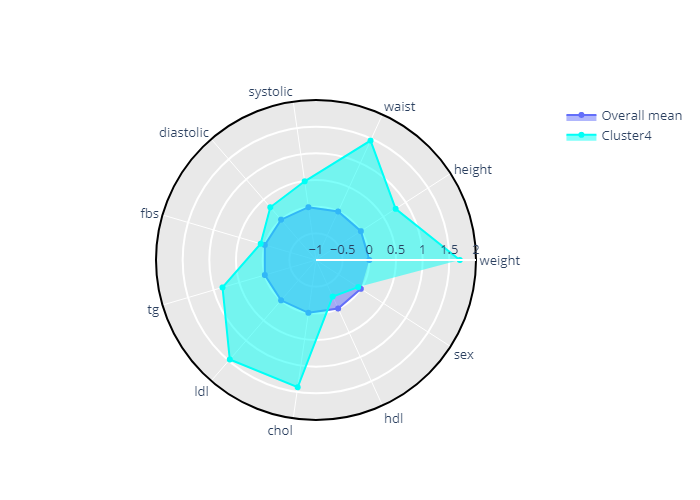 systolic
waist
diastolic
height
fbs
−1 −0.5 0 0.5 1 1.5 2
weight
tg
sex
ldl
hdl
chol
Overall mean
Cluster4